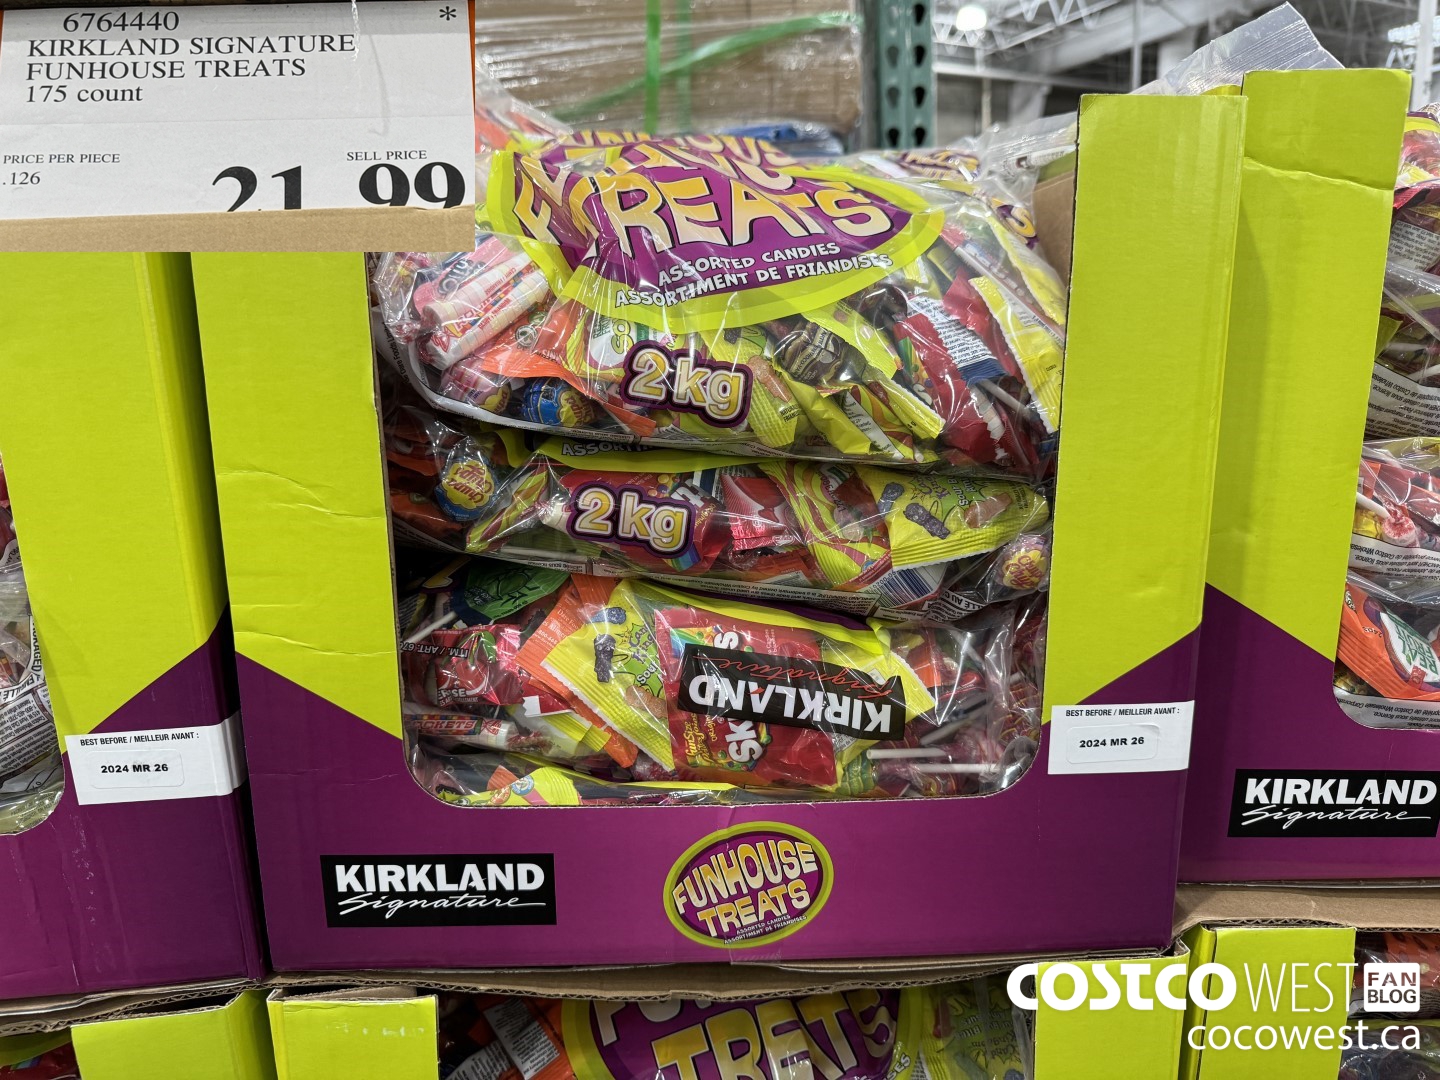 6764440
*
KIRKLAND SIGNATURE
FUNHOUSE TREATS
175 count
PRICE PER PIECE
.126
SELL PRICE
21.99
TREATS
ASSORTED CANDIES
ASSORTIMENT DE FRIANDISES
2 kg
2 kg
KIRKLAND
Signature
BEST BEFORE / MEILLEUR AVANT :
2024 MR 26
BEST BEFORE / MEILLEUR AVANT :
2024 MR 26
KIRKLAND
Signature
KIRKLAND
Signature
FUNHOUSE
TREATS
ASSORTED CANDIES
ASSORTIMENT DE FRIANDISES
TREATS
COSTCO WEST FAN BLOG
cocowest.ca